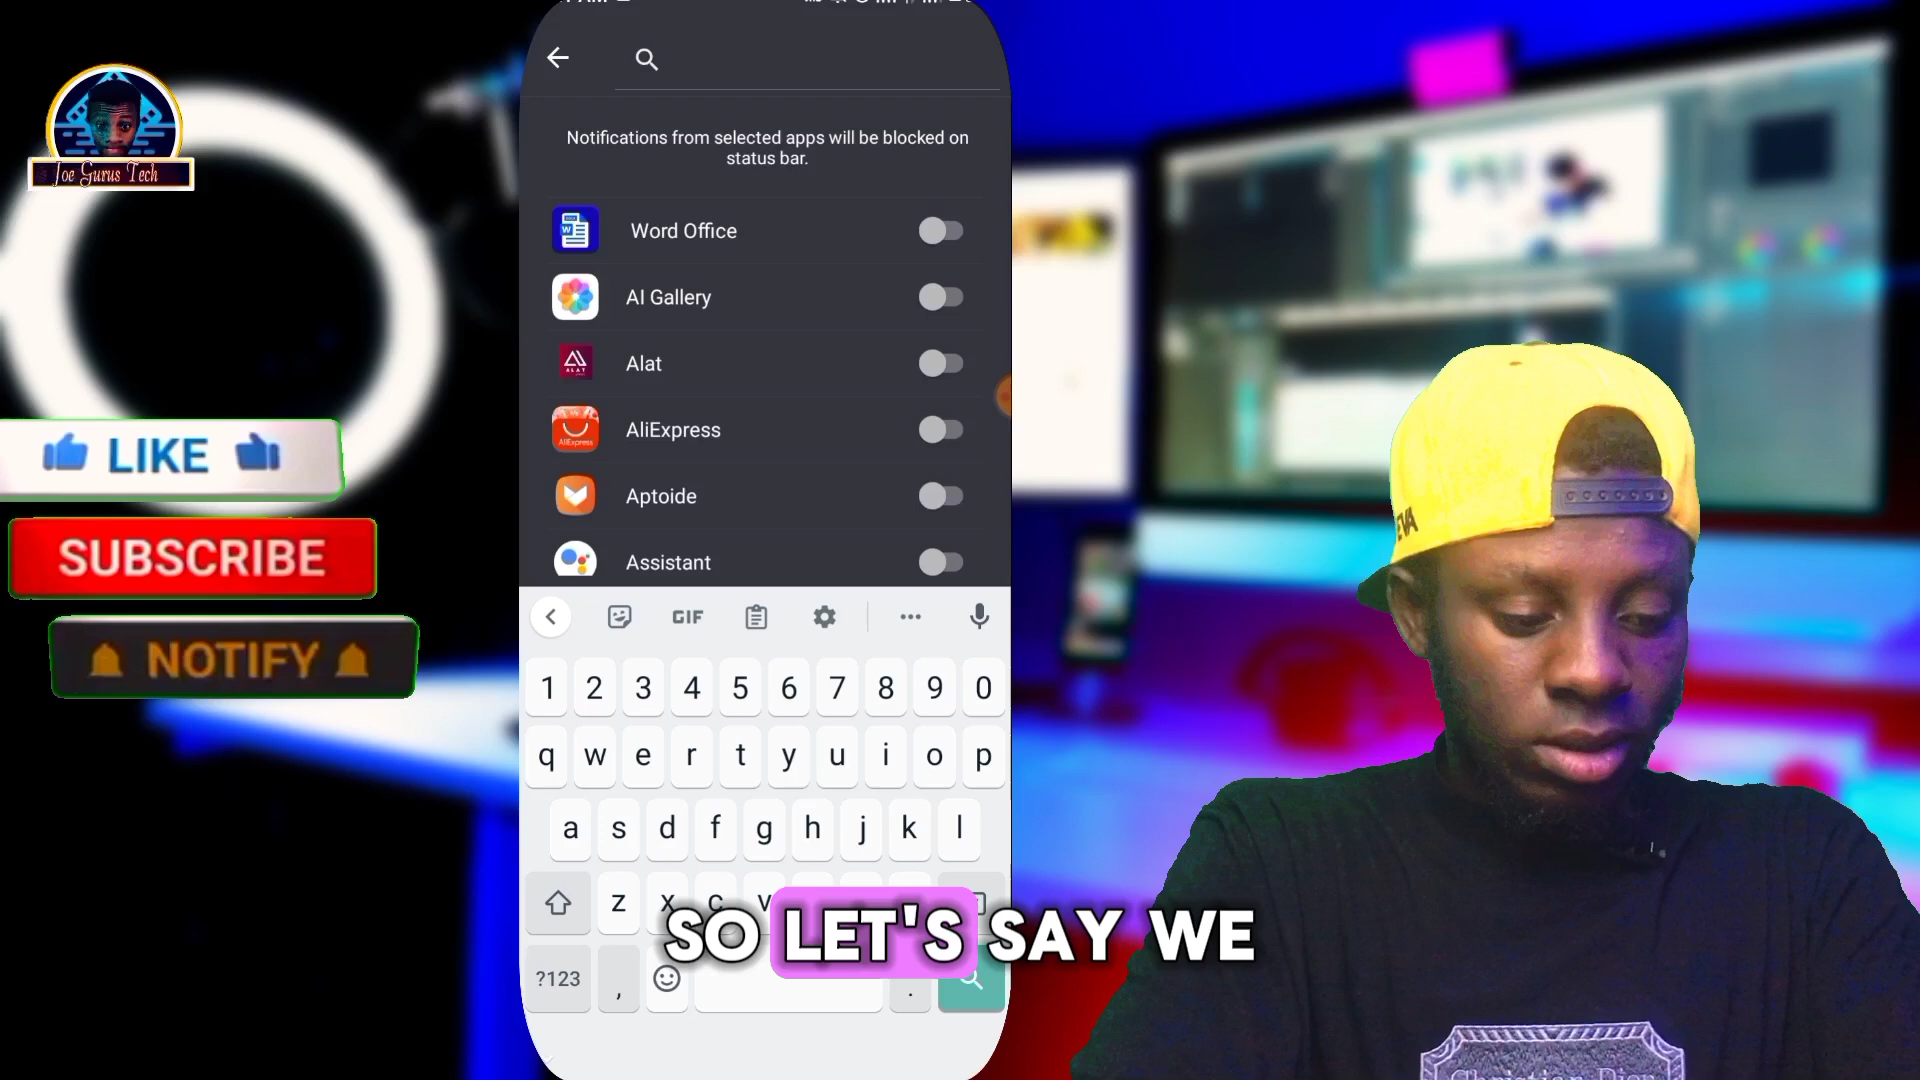 Joe Gurus Tech
LIKE
SUBSCRIBE
NOTIFY
Notifications from selected apps will be blocked on
status bar.
Word Office
AI Gallery
Alat
AliExpress
Aptoide
Assistant
GIF
1 2 3 4 5 6 7 8 9 0
q w e r t y u i o p
a s d f g h j k l
z x c v
?123 , .
SO LET'S SAY WE
Christian Dior